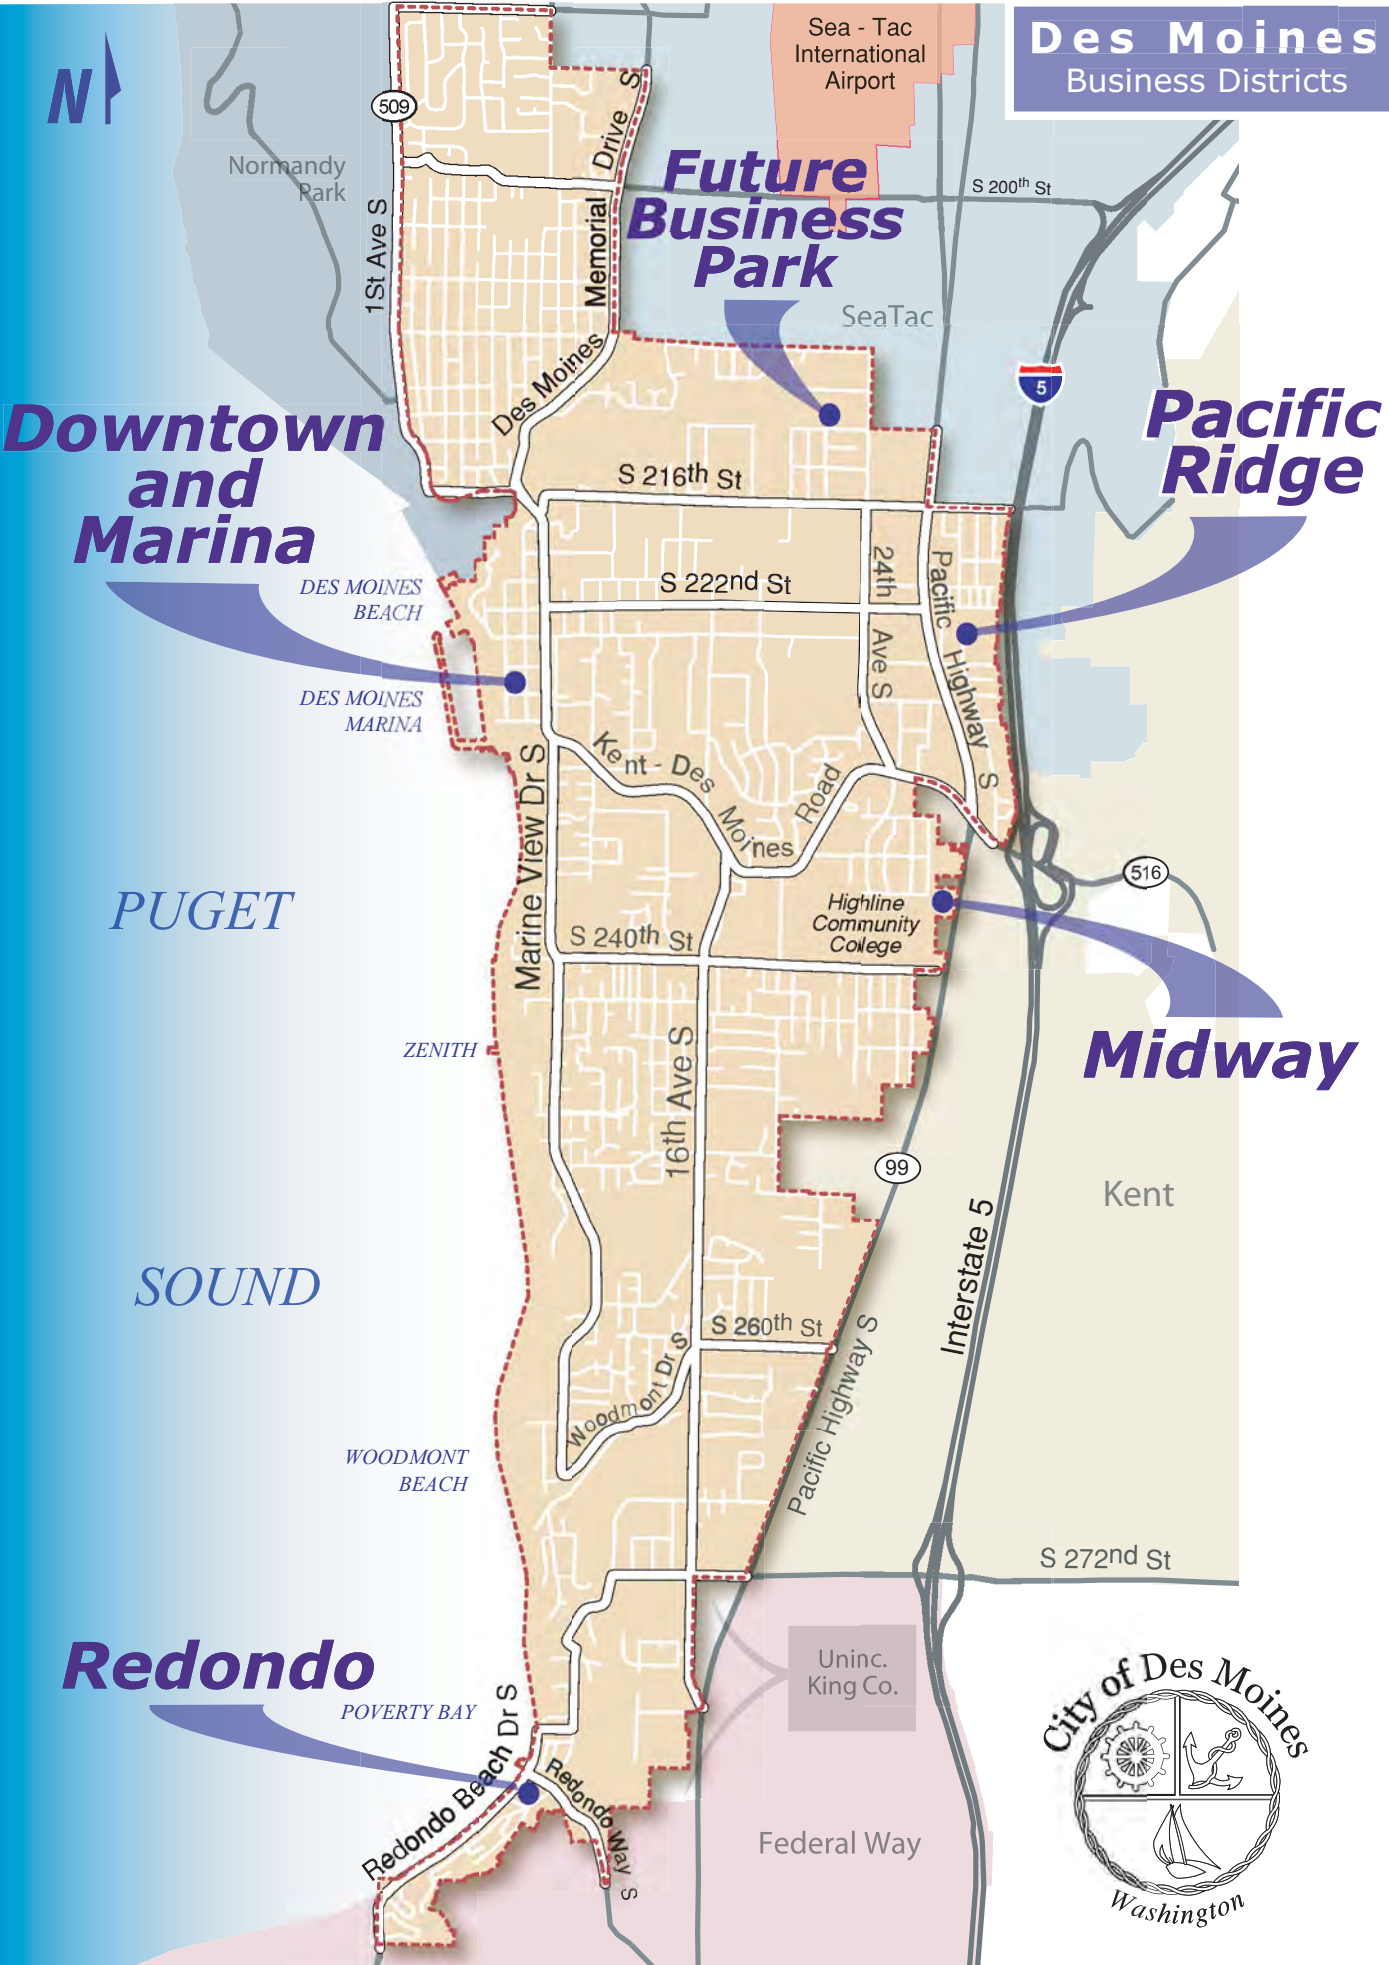 Des Moines
Business Districts
N
Sea - Tac
International
Airport
509
Normandy
Park
1St Ave S
Des Moines Memorial Drive S
Future
Business
Park
S 200th St
SeaTac
5
Pacific
Ridge
Downtown
and
Marina
S 216th St
S 222nd St
24th Ave S
Pacific Highway S
DES MOINES
BEACH
DES MOINES
MARINA
Kent - Des Moines Road
Marine View Dr S
516
PUGET
Highline
Community
College
S 240th St
Midway
ZENITH
16th Ave S
99
Kent
Interstate 5
SOUND
S 260th St
Woodmont Dr S
Pacific Highway S
WOODMONT
BEACH
S 272nd St
Redondo
POVERTY BAY
Uninc.
King Co.
Redondo Beach Dr S
Redondo Way S
Federal Way
City of Des Moines
Washington